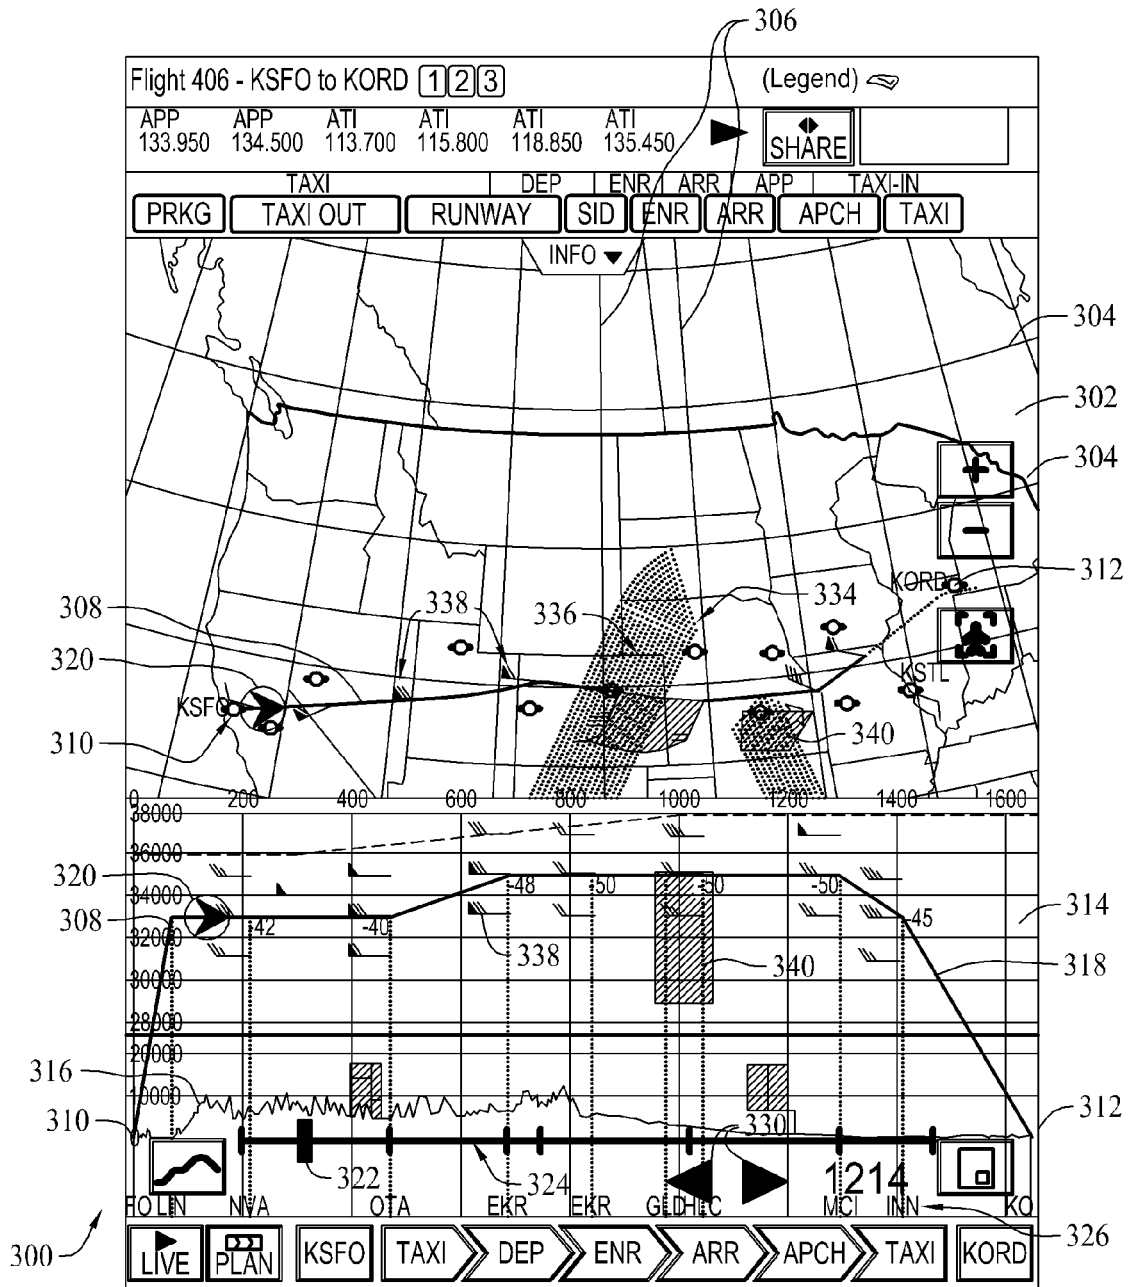 306
Flight 406 - KSFO to KORD 1 2 3 (Legend)
APP APP ATI ATI ATI ATI
133.950 134.500 113.700 115.800 118.850 135.450 SHARE
TAXI DEP ENR ARR APP TAXI-IN
PRKG TAXI OUT RUNWAY SID ENR ARR APCH TAXI
INFO
304
302
304
KORD 312
308 338 336 334
320
KSFO KSTL
310 340
0 200 400 600 800 1000 1200 1400 1600
38000
36000
320 34000 -48 -50 -50 -50
308 -42 -40 -45 314
32000 338 340 318
30000
28000
20000
316 10000
310 0 330 312
322 324 1214
FO LIN NVA OTA EKR EKR GLD HLC MCI INN KO
300 326
LIVE PLAN KSFO TAXI DEP ENR ARR APCH TAXI KORD